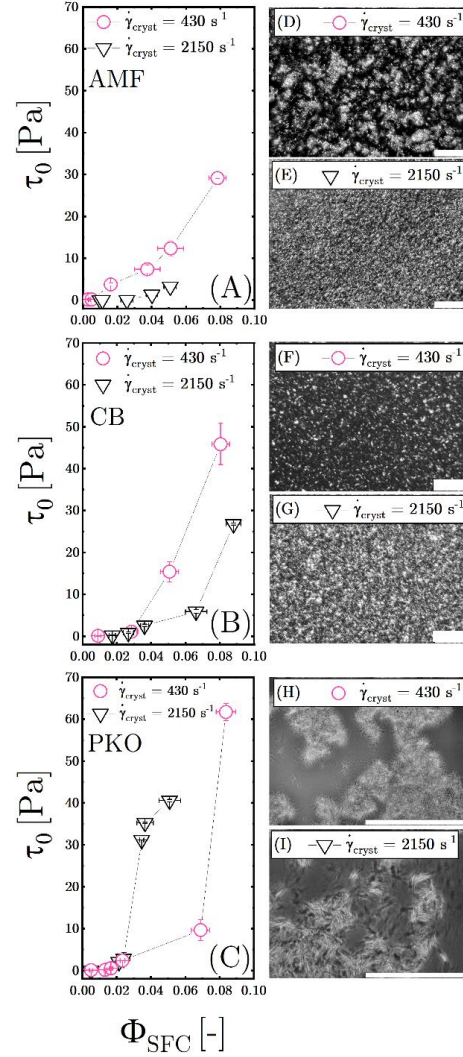 γ̇cryst = 430 s⁻¹
γ̇cryst = 2150 s⁻¹
AMF
τ₀ [Pa]
70
60
50
40
30
20
10
0
(A)
0.00 0.02 0.04 0.06 0.08 0.10
(D) γ̇cryst = 430 s⁻¹
(E) γ̇cryst = 2150 s⁻¹
γ̇cryst = 430 s⁻¹
γ̇cryst = 2150 s⁻¹
CB
τ₀ [Pa]
70
60
50
40
30
20
10
0
(B)
0.00 0.02 0.04 0.06 0.08 0.10
(F) γ̇cryst = 430 s⁻¹
(G) γ̇cryst = 2150 s⁻¹
γ̇cryst = 430 s⁻¹
γ̇cryst = 2150 s⁻¹
PKO
τ₀ [Pa]
70
60
50
40
30
20
10
0
(C)
0.00 0.02 0.04 0.06 0.08 0.10
Φ_SFC [-]
(H) γ̇cryst = 430 s⁻¹
(I) γ̇cryst = 2150 s⁻¹